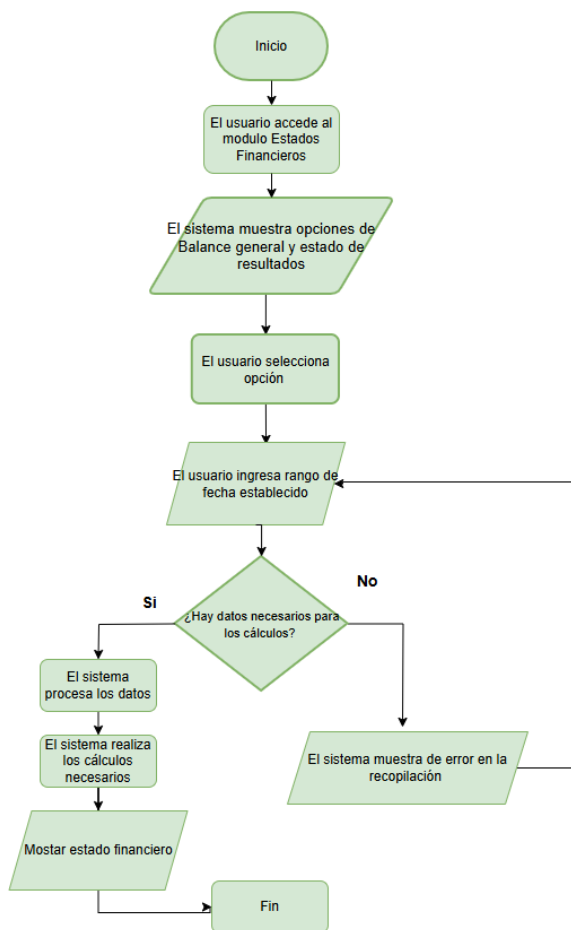 Inicio
El usuario accede al
modulo Estados
Financieros
El sistema muestra opciones de
Balance general y estado de
resultados
El usuario selecciona
opción
El usuario ingresa rango de
fecha establecido
¿Hay datos necesarios para
los cálculos?
Si
No
El sistema
procesa los datos
El sistema realiza
los cálculos
necesarios
El sistema muestra de error en la
recopilación
Mostar estado financiero
Fin